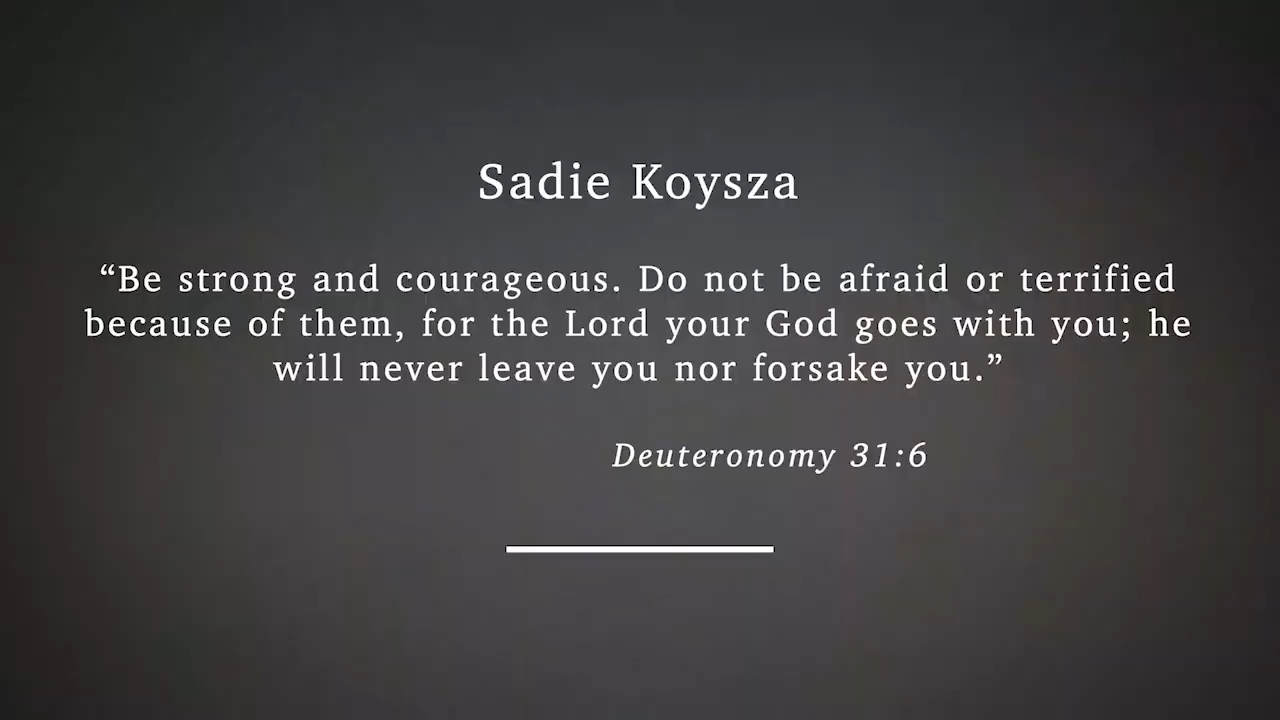 Sadie Koysza
“Be strong and courageous. Do not be afraid or terrified
because of them, for the Lord your God goes with you; he
will never leave you nor forsake you.”
Deuteronomy 31:6